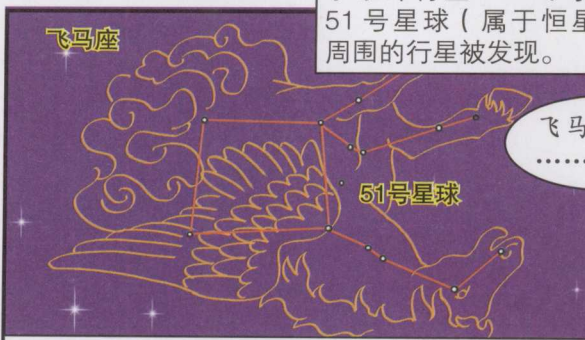 51 号星球 ( 属于恒星
周围的行星被发现。
飞马座
飞马
......
51号星球